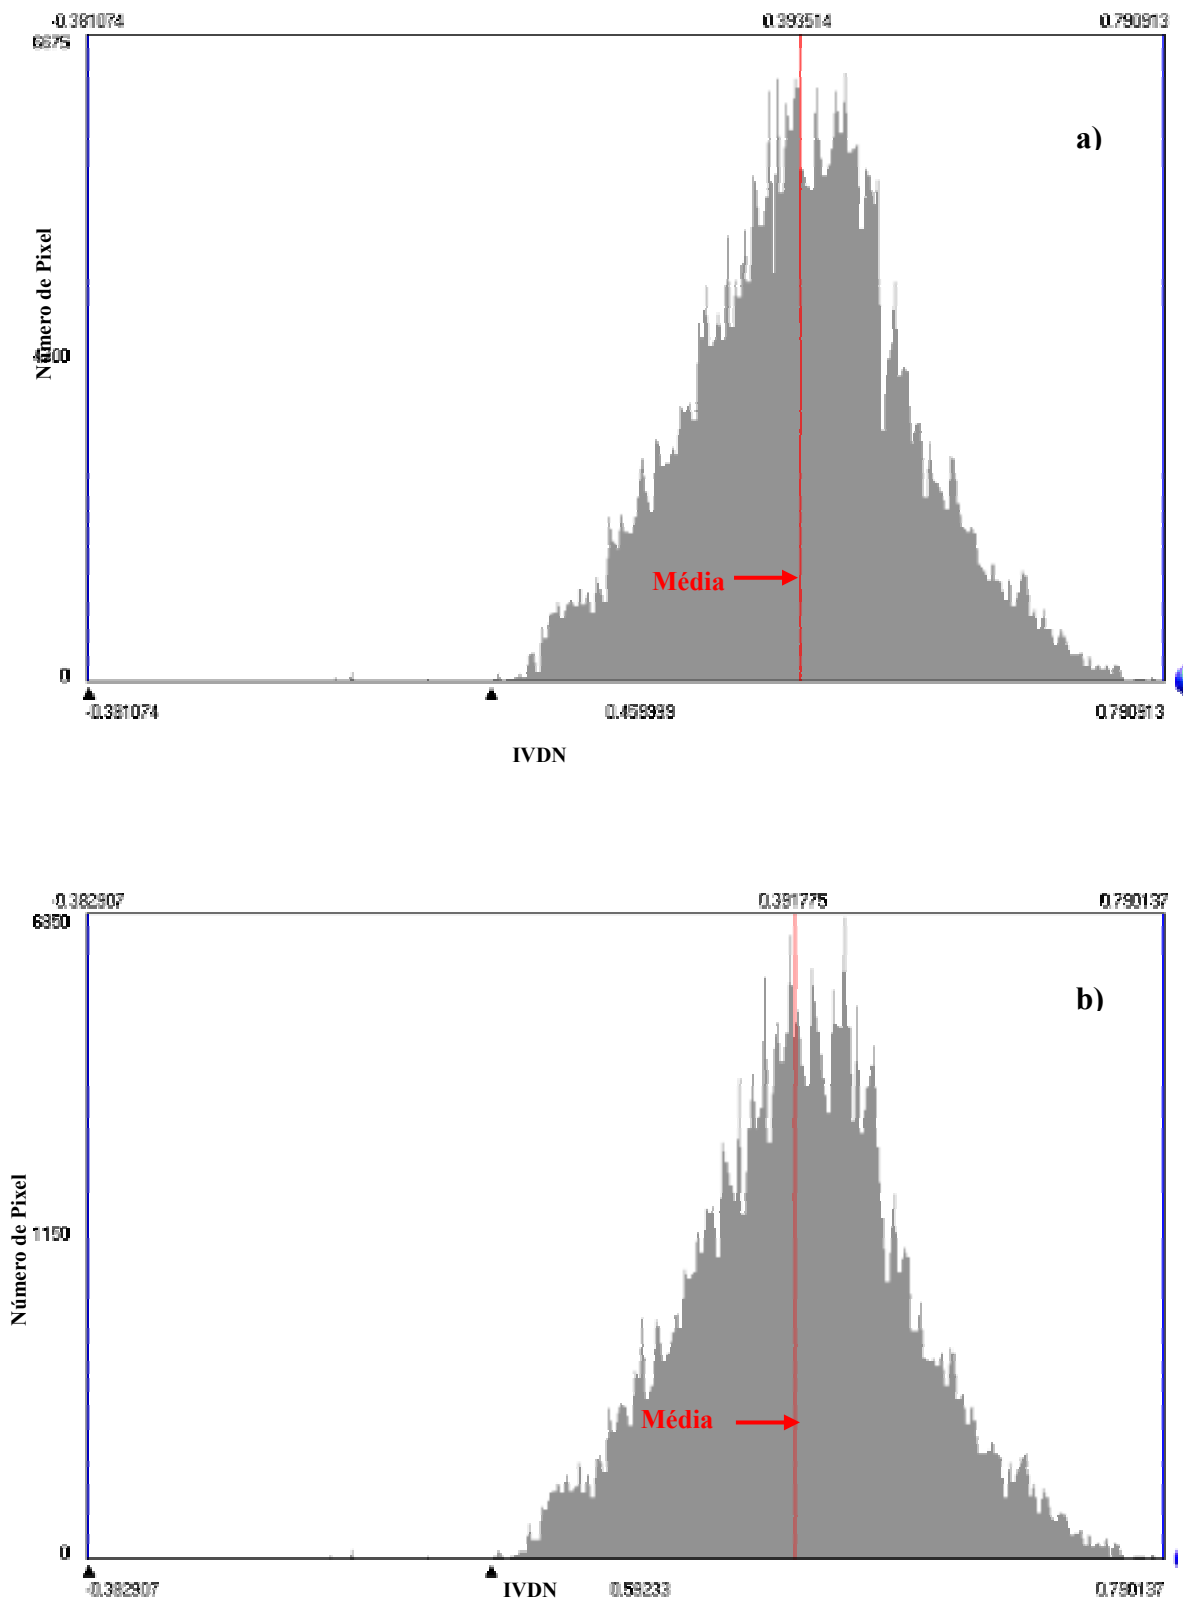 -0.381074 0.393514 0.790913
6675
a)
Número de Pixel
Média
0
-0.381074 0.459999 0.790913
IVDN
-0.382907 0.391775 0.790137
6850
b)
Número de Pixel
1150
Média
0
-0.382907 IVDN 0.59233 0.790137